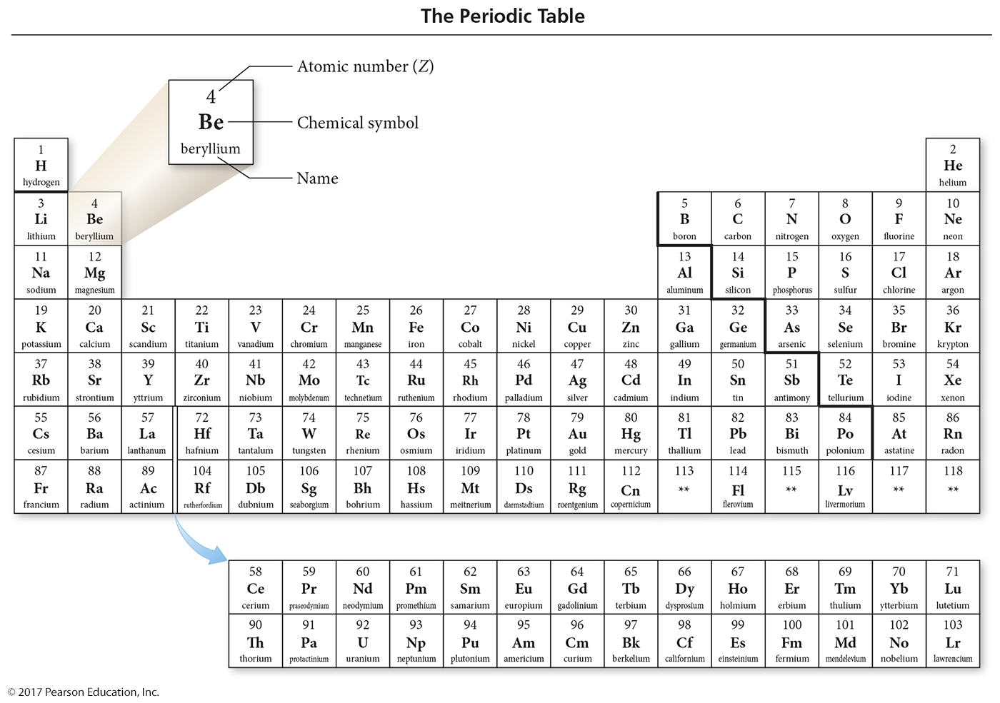 The Periodic Table
Atomic number (Z)
4
Be
Chemical symbol
beryllium
Name
1 2
H He
hydrogen helium
3 4 5 6 7 8 9 10
Li Be B C N O F Ne
lithium beryllium boron carbon nitrogen oxygen fluorine neon
11 12 13 14 15 16 17 18
Na Mg Al Si P S Cl Ar
sodium magnesium aluminum silicon phosphorus sulfur chlorine argon
19 20 21 22 23 24 25 26 27 28 29 30 31 32 33 34 35 36
K Ca Sc Ti V Cr Mn Fe Co Ni Cu Zn Ga Ge As Se Br Kr
potassium calcium scandium titanium vanadium chromium manganese iron cobalt nickel copper zinc gallium germanium arsenic selenium bromine krypton
37 38 39 40 41 42 43 44 45 46 47 48 49 50 51 52 53 54
Rb Sr Y Zr Nb Mo Tc Ru Rh Pd Ag Cd In Sn Sb Te I Xe
rubidium strontium yttrium zirconium niobium molybdenum technetium ruthenium rhodium palladium silver cadmium indium tin antimony tellurium iodine xenon
55 56 57 72 73 74 75 76 77 78 79 80 81 82 83 84 85 86
Cs Ba La Hf Ta W Re Os Ir Pt Au Hg Tl Pb Bi Po At Rn
cesium barium lanthanum hafnium tantalum tungsten rhenium osmium iridium platinum gold mercury thallium lead bismuth polonium astatine radon
87 88 89 104 105 106 107 108 109 110 111 112 113 114 115 116 117 118
Fr Ra Ac Rf Db Sg Bh Hs Mt Ds Rg Cn ** Fl ** Lv ** **
francium radium actinium rutherfordium dubnium seaborgium bohrium hassium meitnerium darmstadtium roentgenium copernicium flerovium livermorium
58 59 60 61 62 63 64 65 66 67 68 69 70 71
Ce Pr Nd Pm Sm Eu Gd Tb Dy Ho Er Tm Yb Lu
cerium praseodymium neodymium promethium samarium europium gadolinium terbium dysprosium holmium erbium thulium ytterbium lutetium
90 91 92 93 94 95 96 97 98 99 100 101 102 103
Th Pa U Np Pu Am Cm Bk Cf Es Fm Md No Lr
thorium protactinium uranium neptunium plutonium americium curium berkelium californium einsteinium fermium mendelevium nobelium lawrencium
© 2017 Pearson Education, Inc.